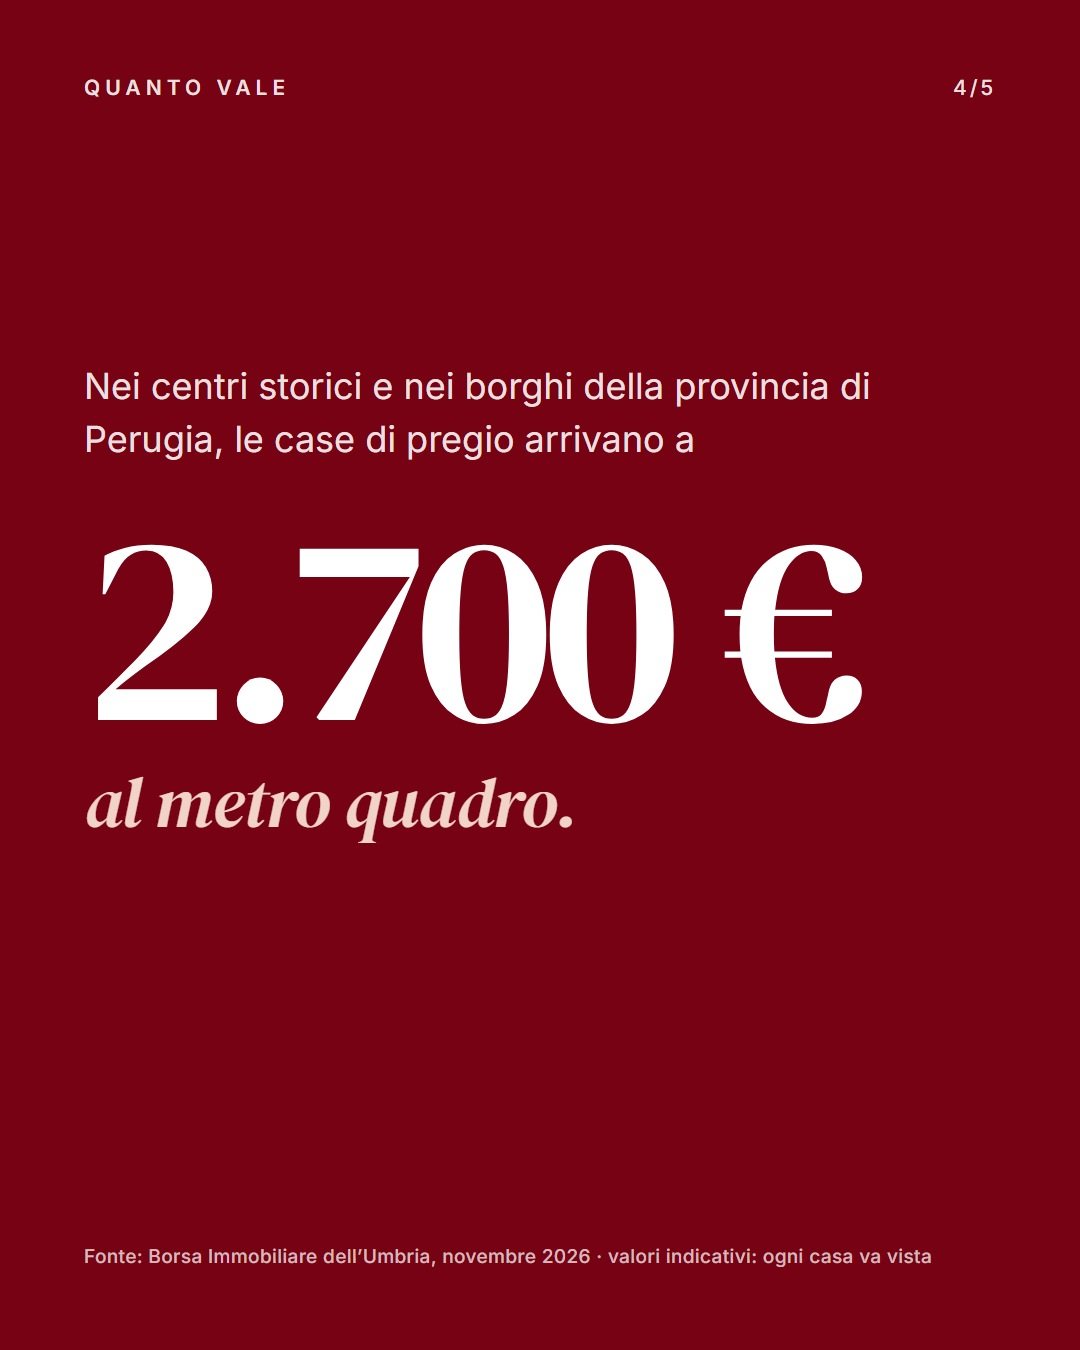 QUANTO VALE
4/5
Nei centri storici e nei borghi della provincia di
Perugia, le case di pregio arrivano a
2.700 €
al metro quadro.
Fonte: Borsa Immobiliare dell’Umbria, novembre 2026 · valori indicativi: ogni casa va vista